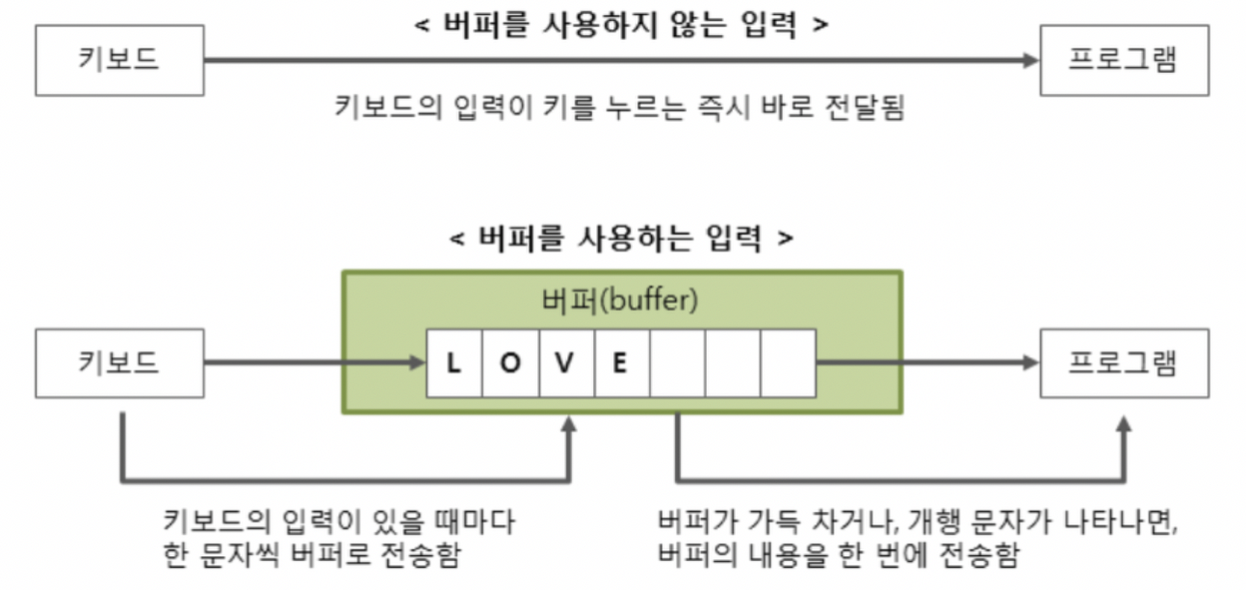 < 버퍼를 사용하지 않는 입력 >
키보드
프로그램
키보드의 입력이 키를 누르는 즉시 바로 전달됨
< 버퍼를 사용하는 입력 >
버퍼(buffer)
키보드
L O V E
프로그램
키보드의 입력이 있을 때마다
한 문자씩 버퍼로 전송함
버퍼가 가득 차거나, 개행 문자가 나타나면,
버퍼의 내용을 한 번에 전송함